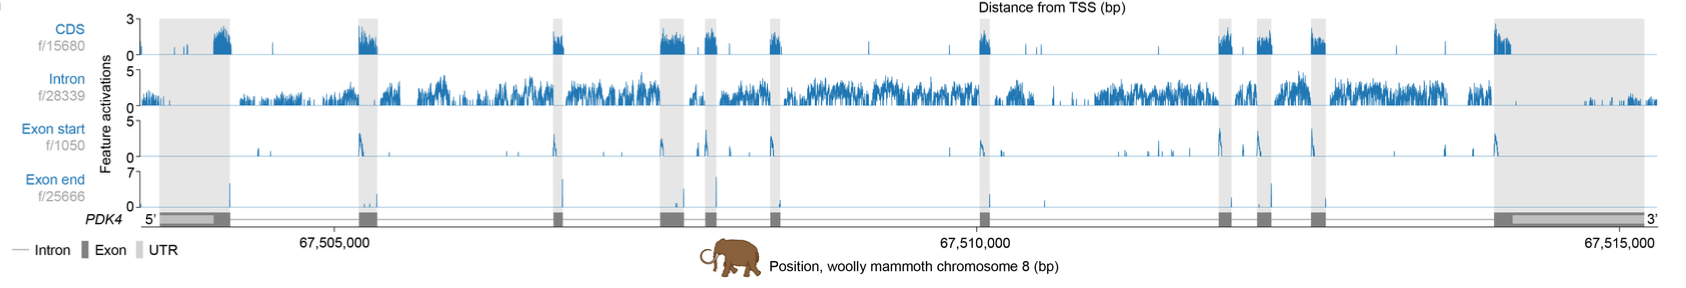 Distance from TSS (bp)
CDS
f/15680
3
0
Intron
f/28339
5
0
Exon start
f/1050
5
0
Exon end
f/25666
7
0
Feature activations
PDK4 5' 3'
67,505,000 67,510,000 67,515,000
Intron Exon UTR
Position, woolly mammoth chromosome 8 (bp)